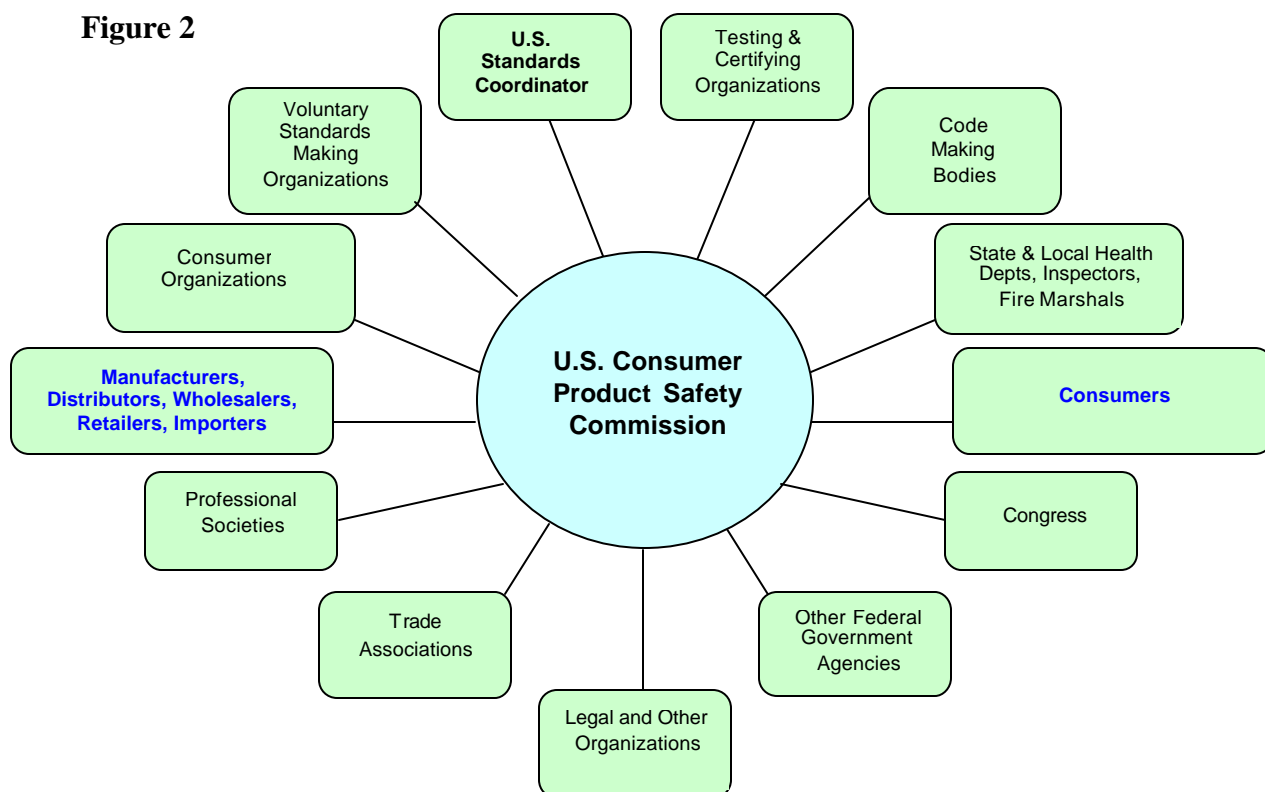 Figure 2
U.S.
Standards
Coordinator
Testing &
Certifying
Organizations
Voluntary
Standards
Making
Organizations
Code
Making
Bodies
Consumer
Organizations
State & Local Health
Depts, Inspectors,
Fire Marshals
Manufacturers,
Distributors, Wholesalers,
Retailers, Importers
U.S. Consumer
Product Safety
Commission
Consumers
Professional
Societies
Congress
Trade
Associations
Other Federal
Government
Agencies
Legal and Other
Organizations